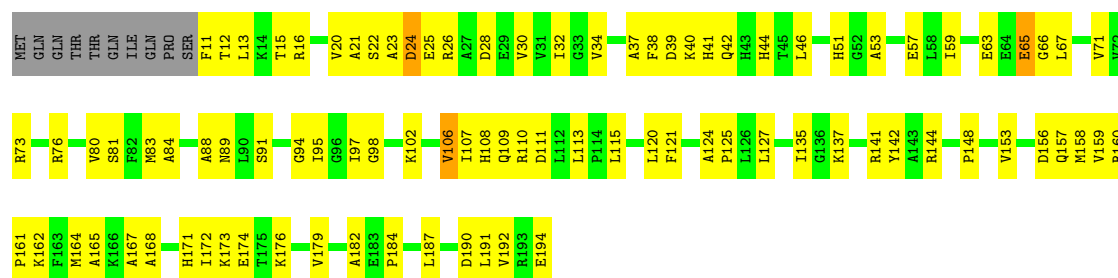 MET GLN GLN THR THR GLN ILE GLN PRO SER F11 T12 L13 K14 T15 R16 V20 A21 S22 A23 D24 E25 R26 A27 D28 E29 V30 V31 I32 G33 V34 A37 F38 D39 K40 H41 Q42 H43 H44 T45 L46 H51 G52 A53 E57 L58 I59 E63 E64 E65 G66 L67 V71
R73 R76 V80 S81 F82 M83 A84 A88 N89 L90 S91 G94 I95 G96 I97 G98 K102 V106 I107 H108 Q109 R110 D111 L112 L113 P114 L115 L120 F121 A124 P125 L126 L127 I135 G136 K137 R141 Y142 A143 R144 P148 V153 D156 Q157 M158 V159
P161 K162 F163 M164 A165 K166 A167 A168 H171 I172 K173 E174 T175 K176 V179 A182 E183 P184 L187 D190 L191 V192 R193 E194